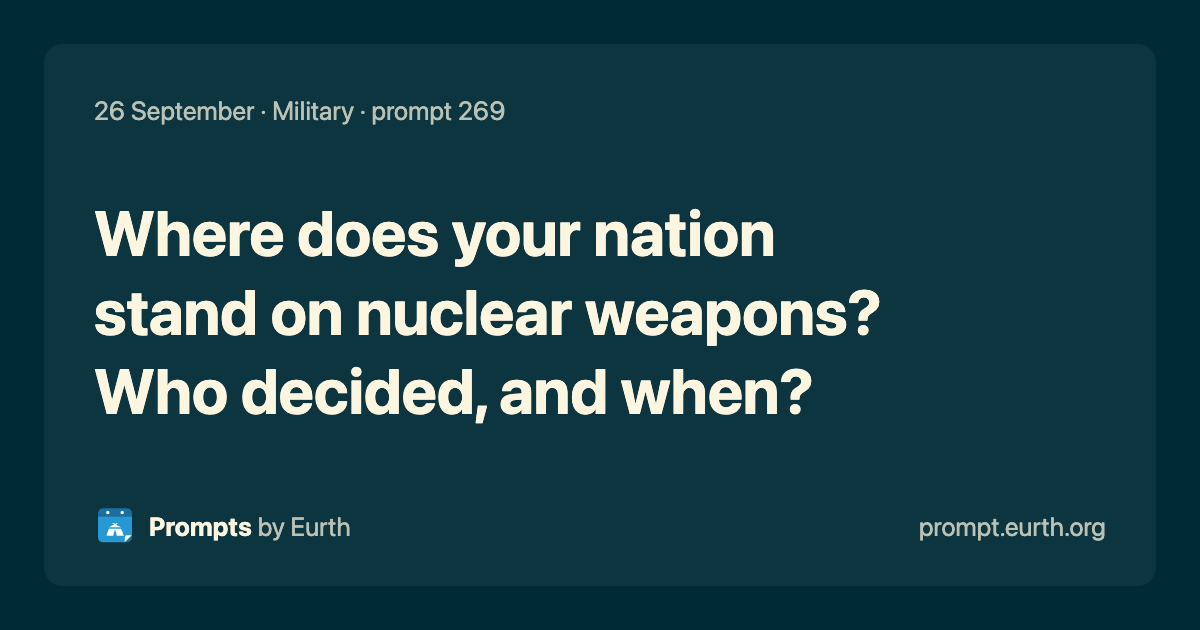 26 September · Military · prompt 269
Where does your nation
stand on nuclear weapons?
Who decided, and when?
Prompts by Eurth
prompt.eurth.org